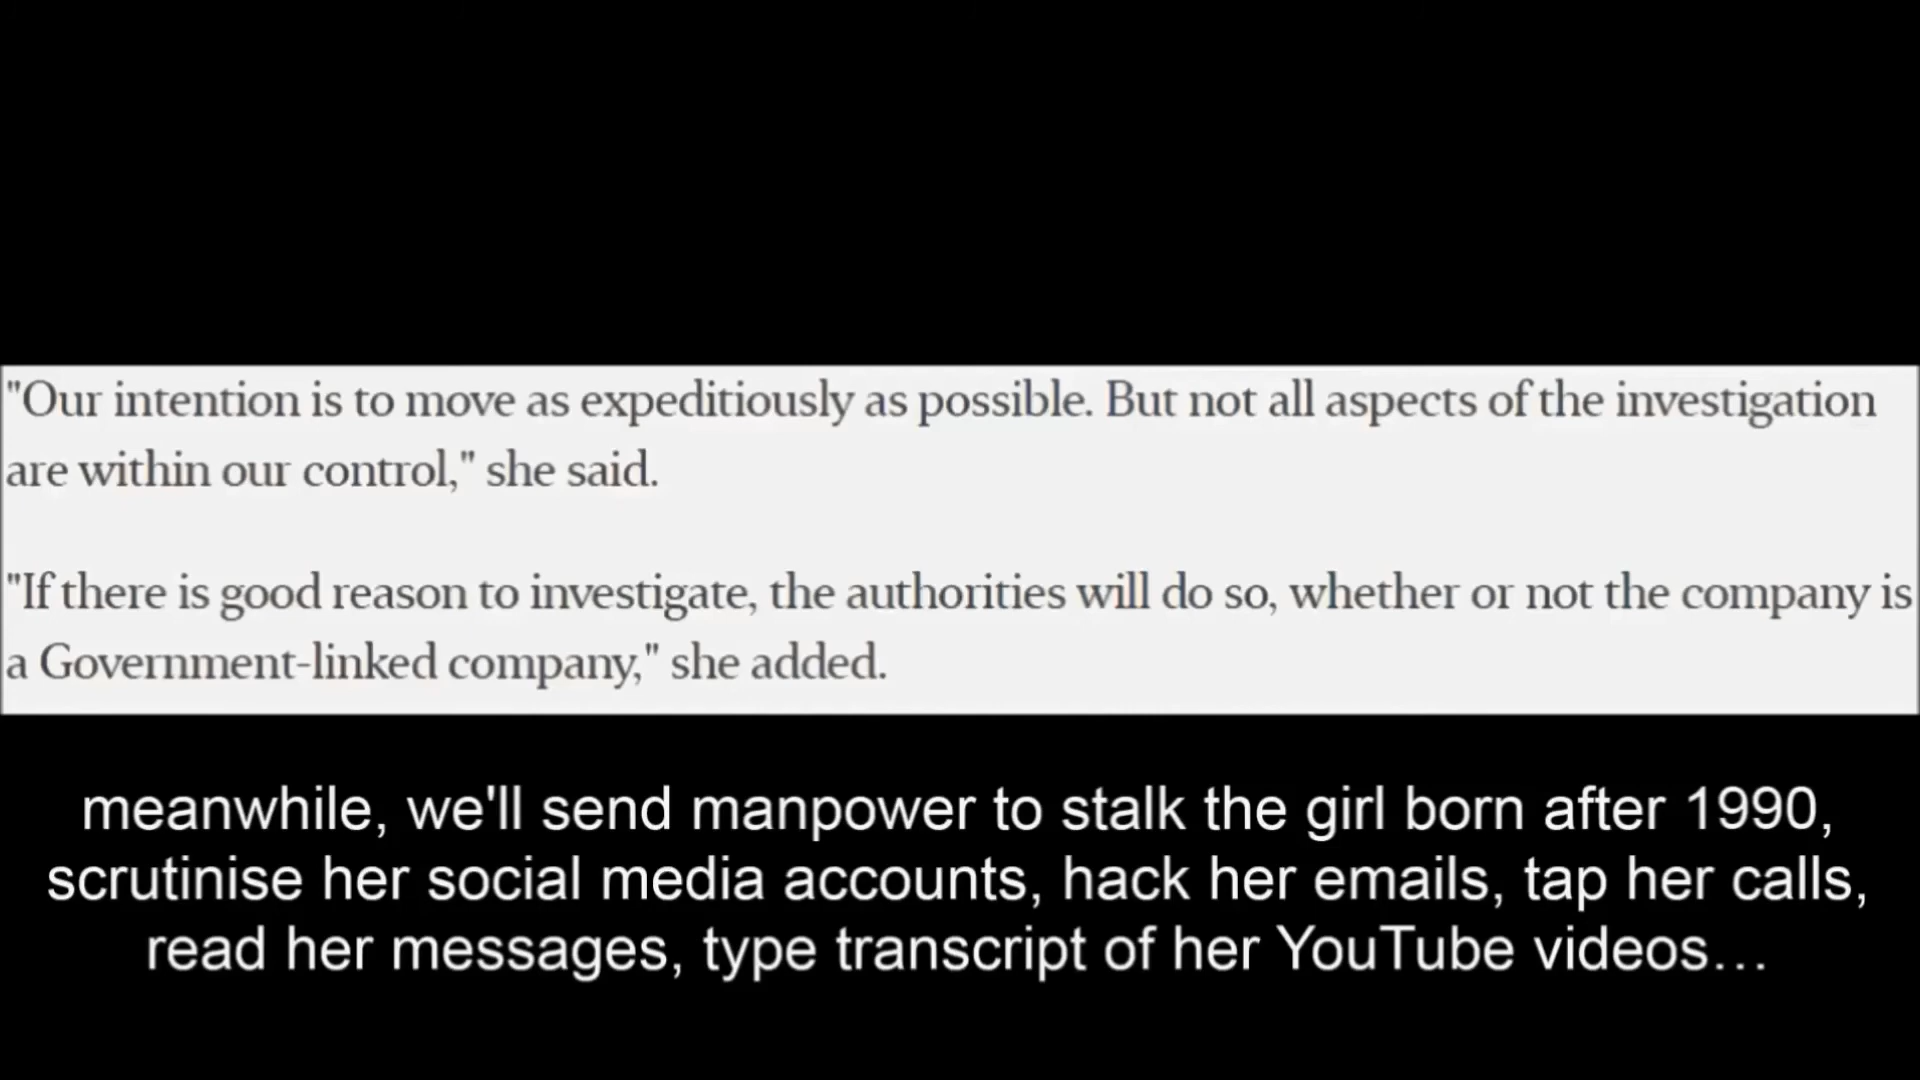 "Our intention is to move as expeditiously as possible. But not all aspects of the investigation
are within our control," she said.
"If there is good reason to investigate, the authorities will do so, whether or not the company is
a Government-linked company," she added.
meanwhile, we'll send manpower to stalk the girl born after 1990,
scrutinise her social media accounts, hack her emails, tap her calls,
read her messages, type transcript of her YouTube videos…